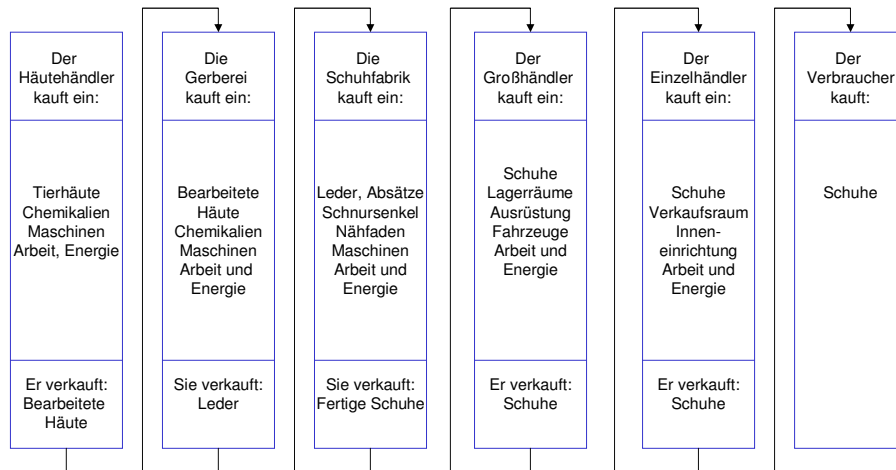 Der
Häutehändler
kauft ein:
Tierhäute
Chemikalien
Maschinen
Arbeit, Energie
Er verkauft:
Bearbeitete
Häute
Die
Gerberei
kauft ein:
Bearbeitete
Häute
Chemikalien
Maschinen
Arbeit und
Energie
Sie verkauft:
Leder
Die
Schuhfabrik
kauft ein:
Leder, Absätze
Schnursenkel
Nähfaden
Maschinen
Arbeit und
Energie
Sie verkauft:
Fertige Schuhe
Der
Großhändler
kauft ein:
Schuhe
Lagerräume
Ausrüstung
Fahrzeuge
Arbeit und
Energie
Er verkauft:
Schuhe
Der
Einzelhändler
kauft ein:
Schuhe
Verkaufsraum
Innen-
einrichtung
Arbeit und
Energie
Er verkauft:
Schuhe
Der
Verbraucher
kauft:
Schuhe